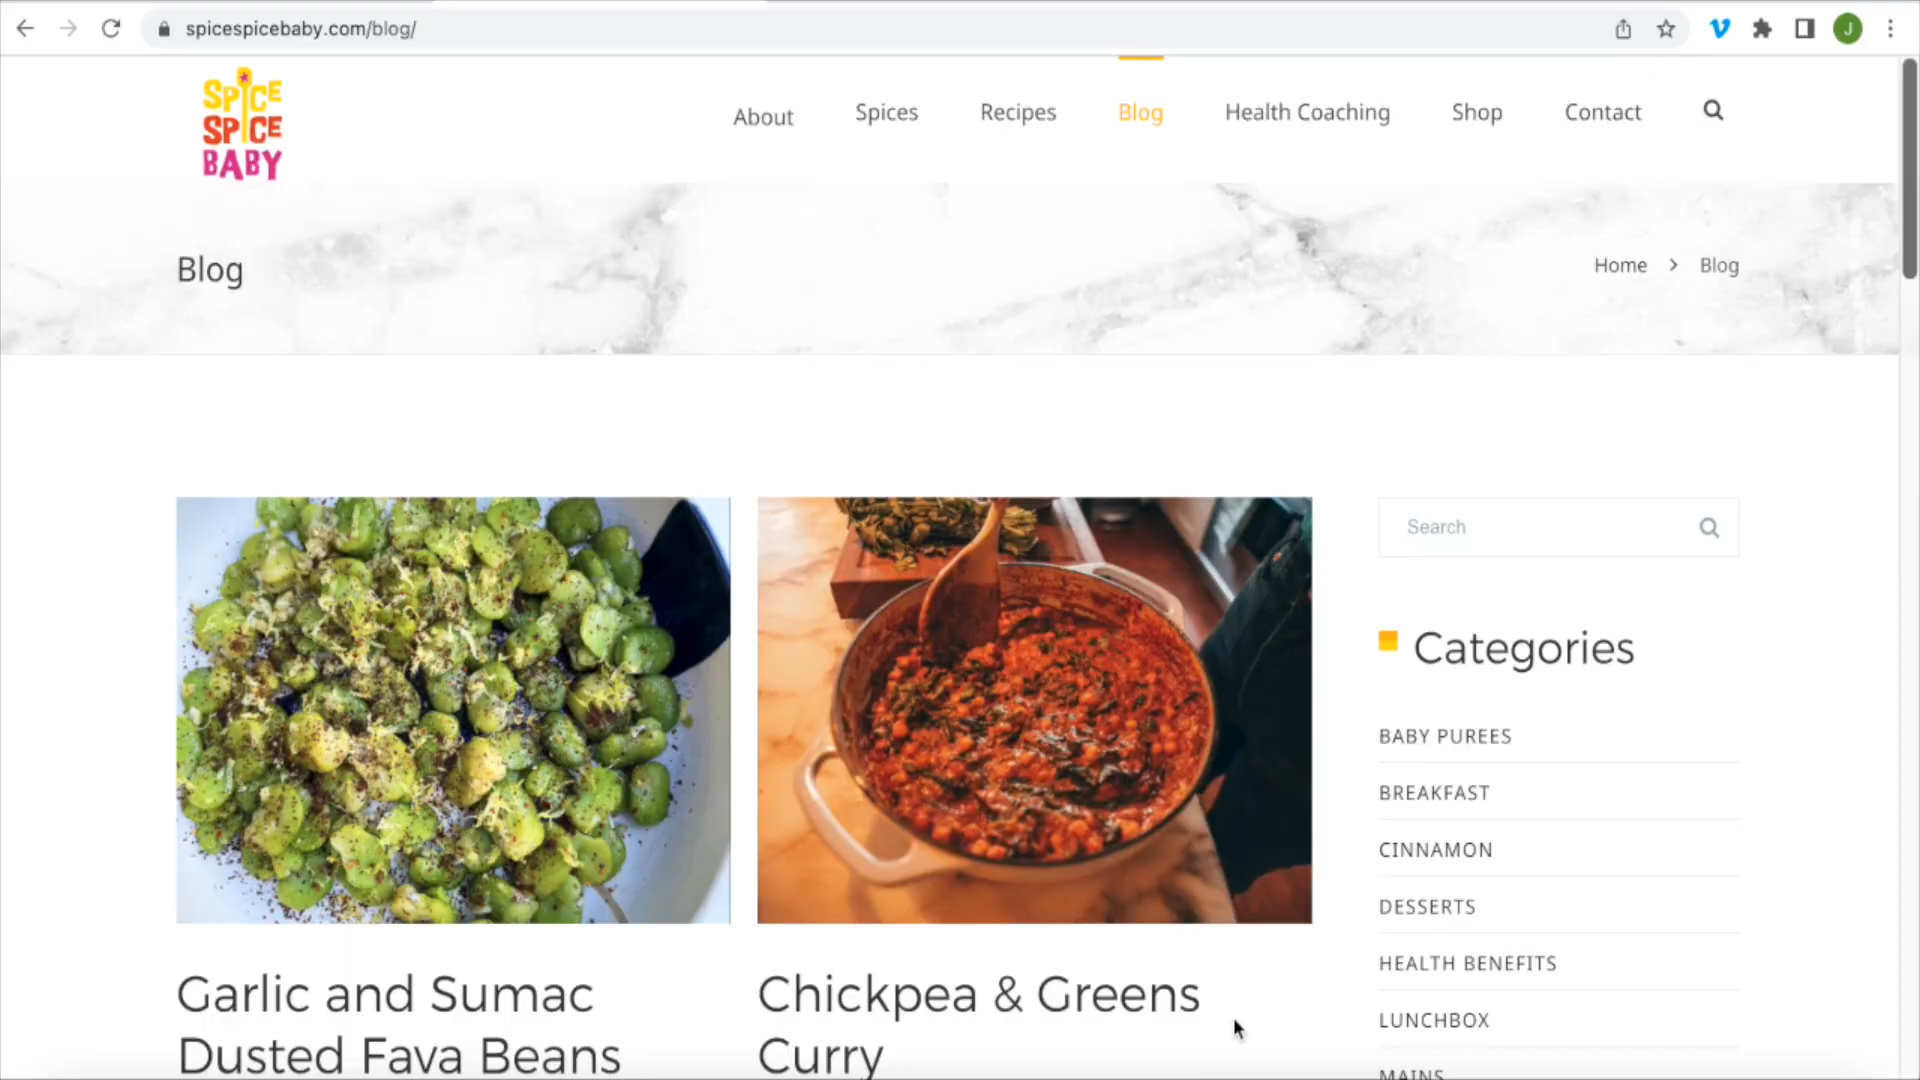 spicespicebaby.com/blog/
J
SPICE
SPICE
BABY
About
Spices
Recipes
Blog
Health Coaching
Shop
Contact
Blog
Home > Blog
Search
Categories
BABY PUREES
BREAKFAST
CINNAMON
DESSERTS
HEALTH BENEFITS
LUNCHBOX
MAINS
Garlic and Sumac
Dusted Fava Beans
Chickpea & Greens
Curry